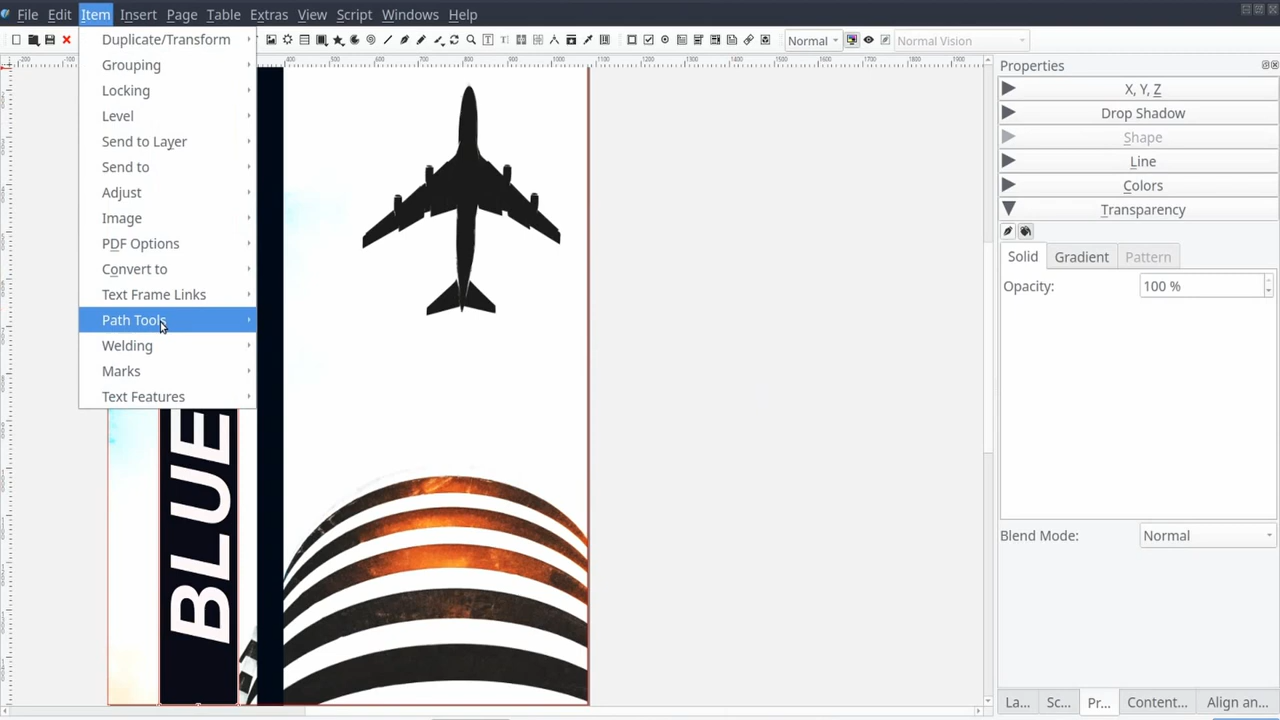 File Edit Item Insert Page Table Extras View Script Windows Help
Normal
Normal Vision
Duplicate/Transform
Grouping
Locking
Level
Send to Layer
Send to
Adjust
Image
PDF Options
Convert to
Text Frame Links
Path Tools
Welding
Marks
Text Features
BLUE
Properties
X, Y, Z
Drop Shadow
Shape
Line
Colors
Transparency
Solid Gradient Pattern
Opacity: 100 %
Blend Mode: Normal
La... Sc... Pr... Content... Align an...